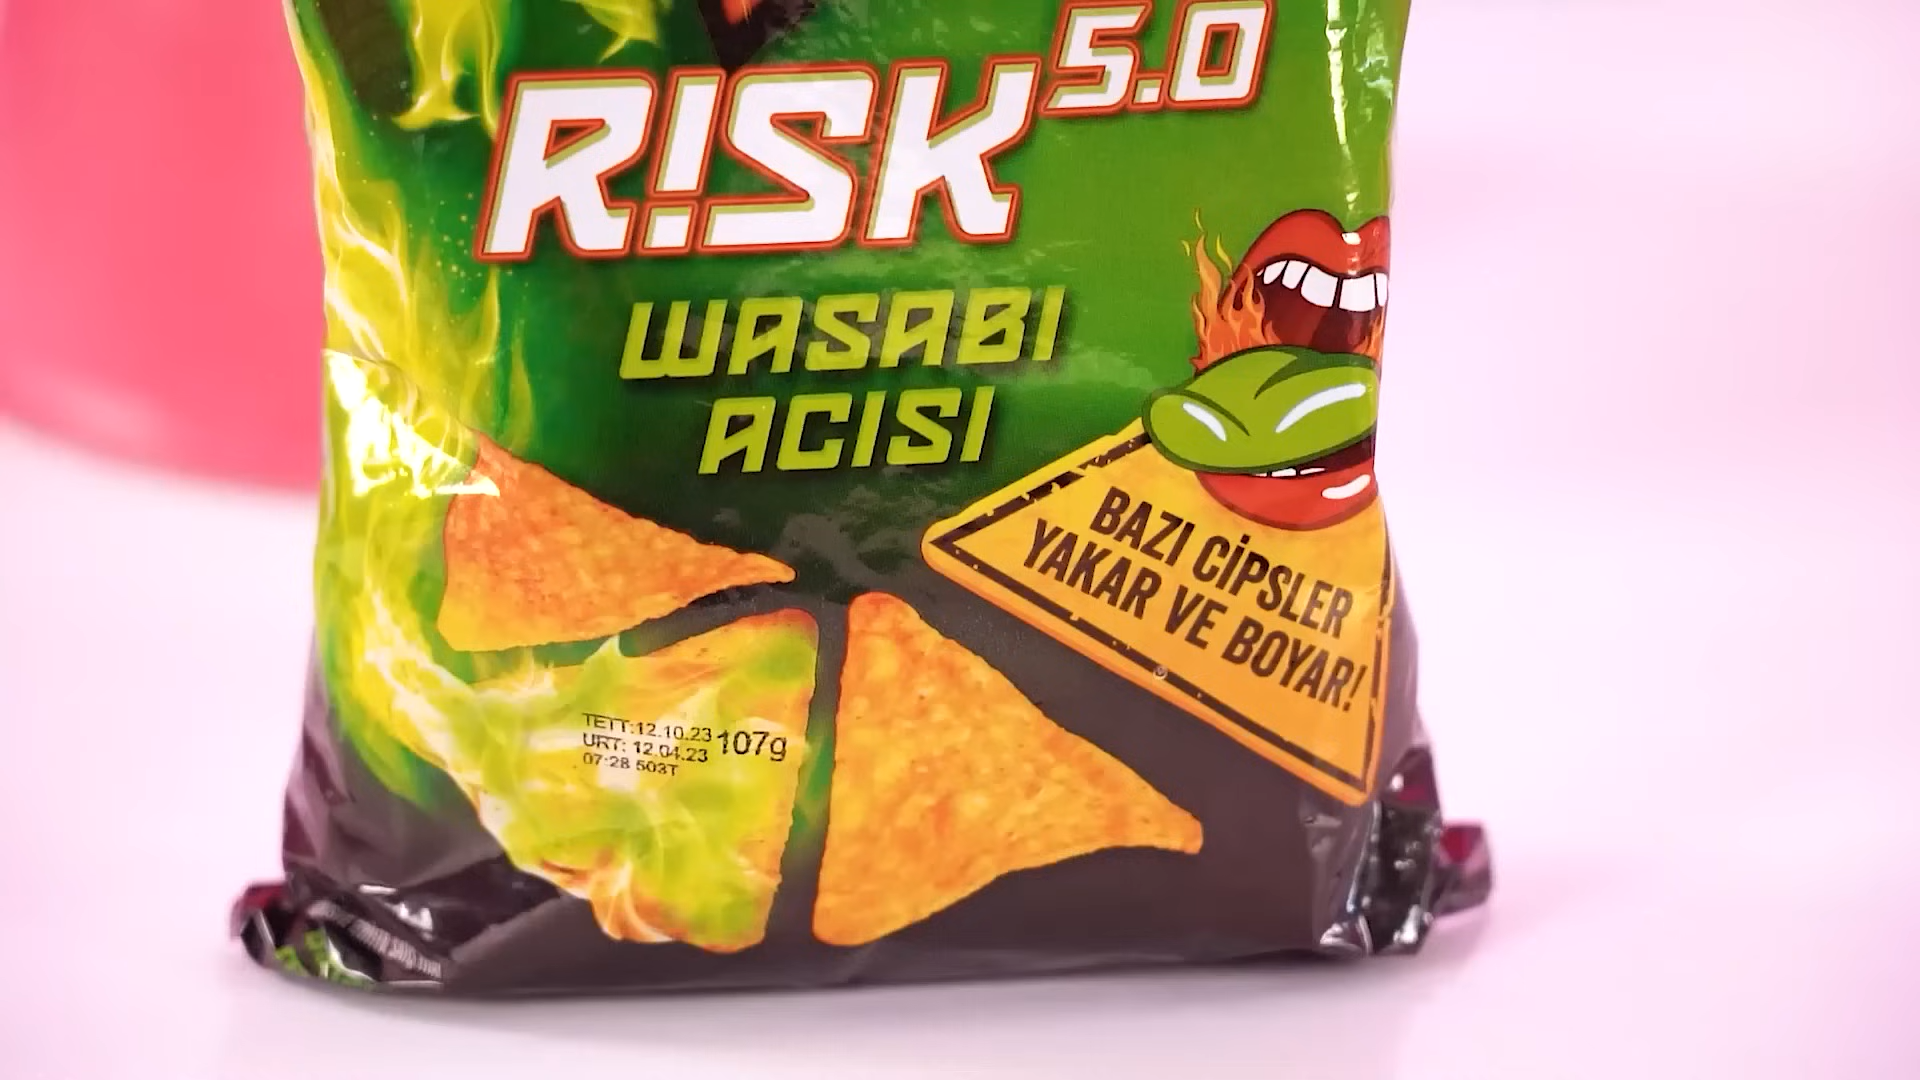 R!SK 5.0
WASABI
ACISI
BAZI CİPSLER
YAKAR VE BOYAR!
TETT:12.10.23 107g
URT: 12.04.23
07:28 503T